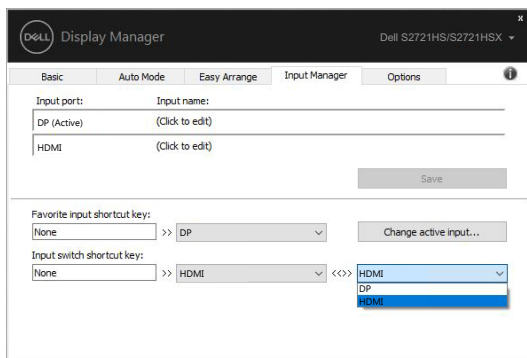 DELL Display Manager
Dell S2721HS/S2721HSX
x
Basic Auto Mode Easy Arrange Input Manager Options
Input port: Input name:
DP (Active) (Click to edit)
HDMI (Click to edit)
Save
Favorite input shortcut key:
None >> DP Change active input...
Input switch shortcut key:
None >> HDMI <<>> HDMI
DP
HDMI